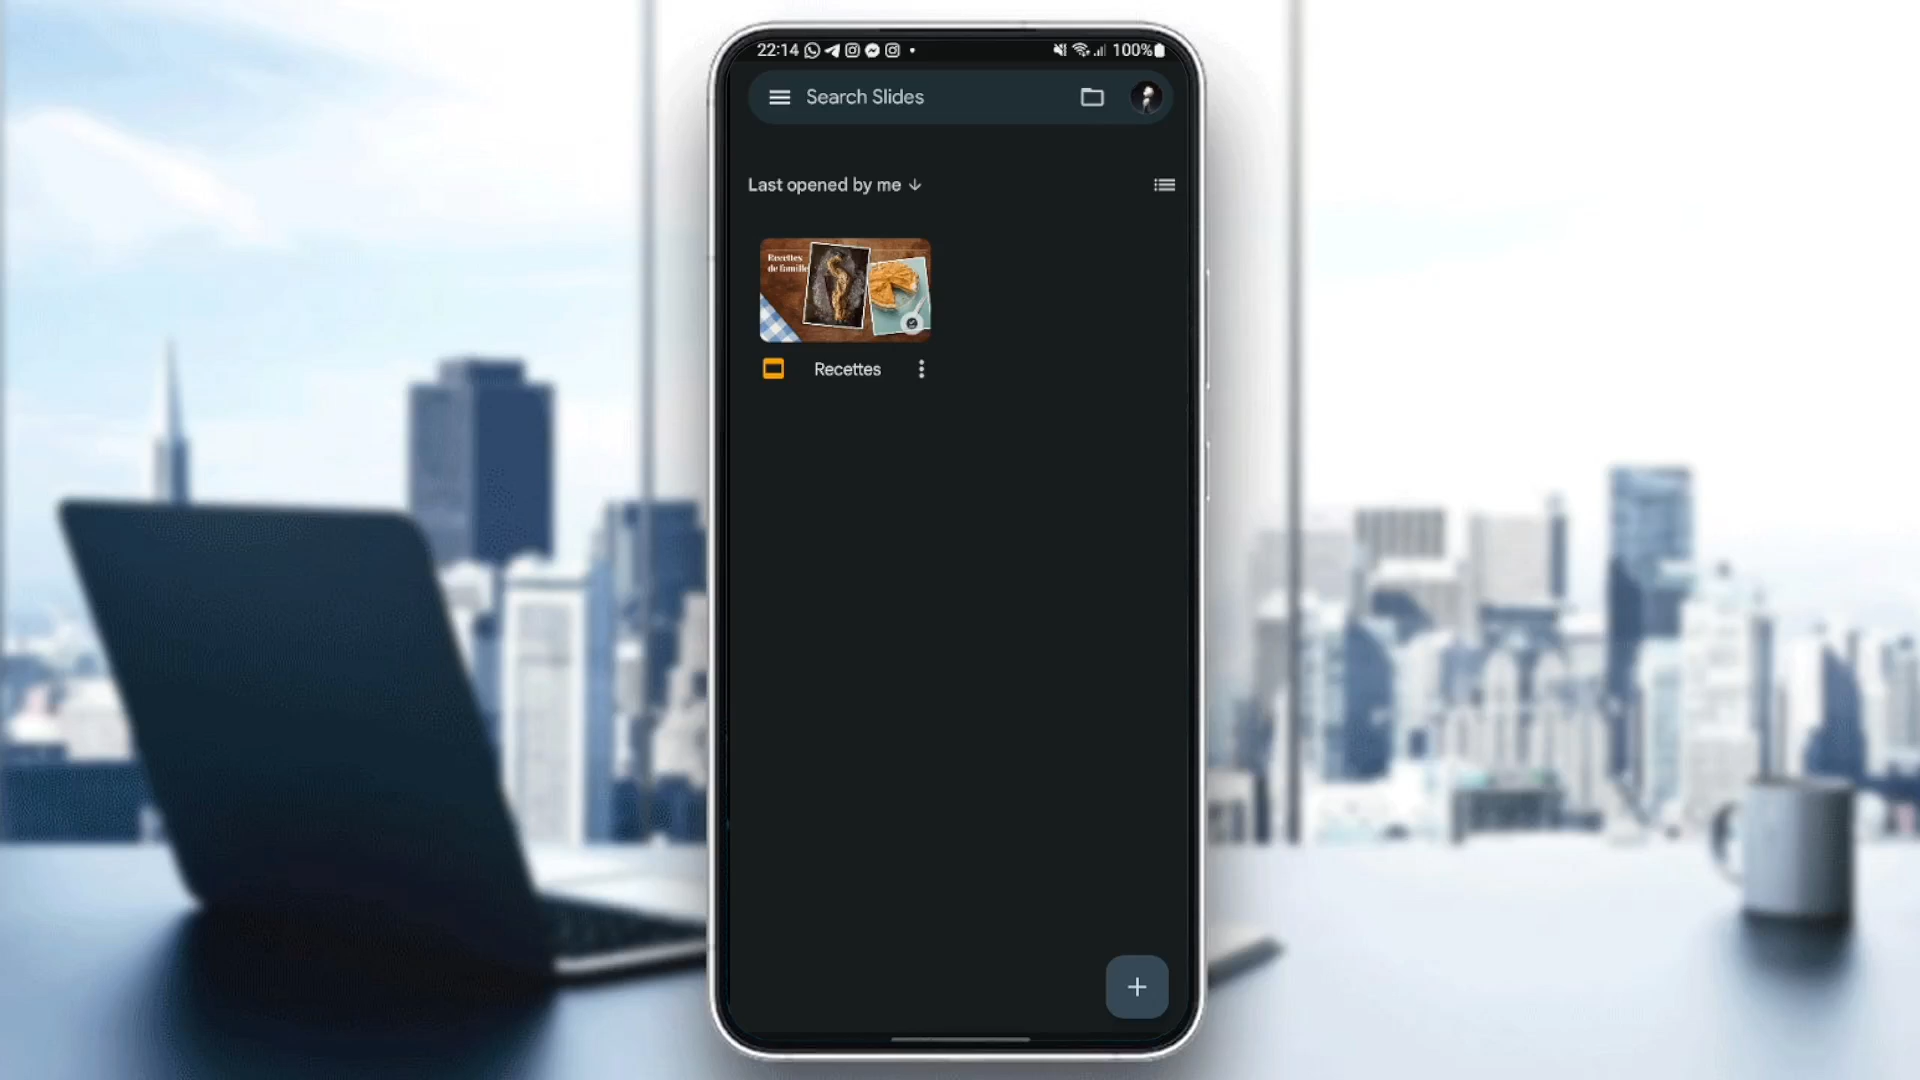 22:14
100%
Search Slides
Last opened by me
Recettes
de famille
Recettes